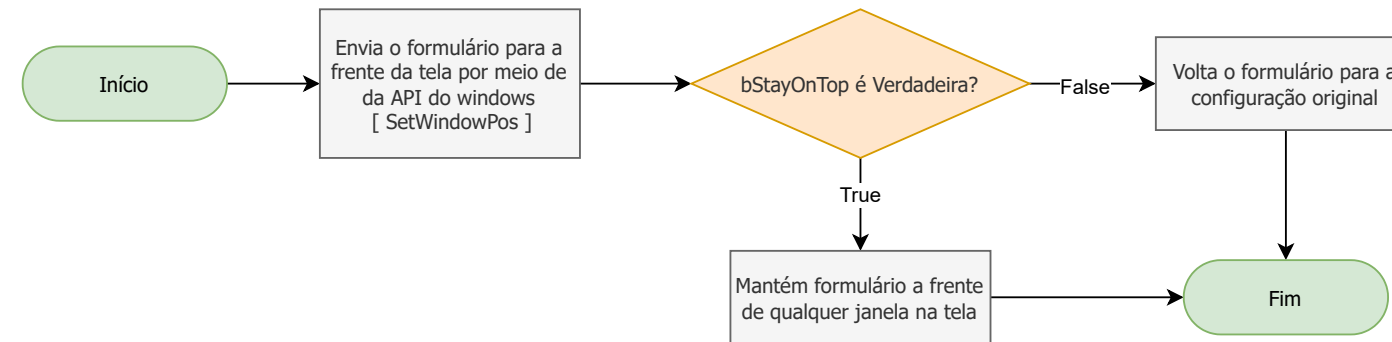 Início
Envia o formulário para a
frente da tela por meio de
da API do windows
[ SetWindowPos ]
bStayOnTop é Verdadeira?
False
Volta o formulário para a
configuração original
True
Mantém formulário a frente
de qualquer janela na tela
Fim